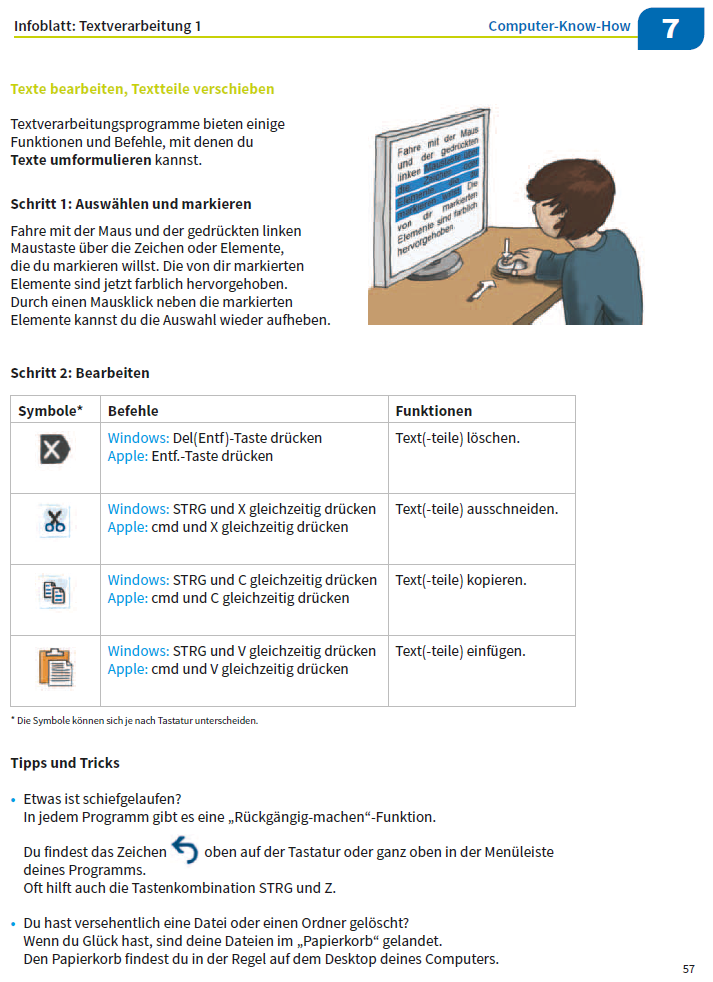 Infoblatt: Textverarbeitung 1
Computer-Know-How
7
Texte bearbeiten, Textteile verschieben
Textverarbeitungsprogramme bieten einige
Funktionen und Befehle, mit denen du
Texte umformulieren kannst.
Schritt 1: Auswählen und markieren
Fahre mit der Maus und der gedrückten linken
Maustaste über die Zeichen oder Elemente,
die du markieren willst. Die von dir markierten
Elemente sind jetzt farblich hervorgehoben.
Durch einen Mausklick neben die markierten
Elemente kannst du die Auswahl wieder aufheben.
Fahre mit der Maus
und der gedrückten
linken Maustaste über
die Zeichen oder
Elemente, die du
markieren willst. Die
von dir markierten
Elemente sind farblich
hervorgehoben.
Schritt 2: Bearbeiten
Symbole* Befehle Funktionen
Windows: Del(Entf)-Taste drücken Text(-teile) löschen.
Apple: Entf.-Taste drücken
Windows: STRG und X gleichzeitig drücken Text(-teile) ausschneiden.
Apple: cmd und X gleichzeitig drücken
Windows: STRG und C gleichzeitig drücken Text(-teile) kopieren.
Apple: cmd und C gleichzeitig drücken
Windows: STRG und V gleichzeitig drücken Text(-teile) einfügen.
Apple: cmd und V gleichzeitig drücken
* Die Symbole können sich je nach Tastatur unterscheiden.
Tipps und Tricks
• Etwas ist schiefgelaufen?
In jedem Programm gibt es eine „Rückgängig-machen“-Funktion.
Du findest das Zeichen oben auf der Tastatur oder ganz oben in der Menüleiste
deines Programms.
Oft hilft auch die Tastenkombination STRG und Z.
• Du hast versehentlich eine Datei oder einen Ordner gelöscht?
Wenn du Glück hast, sind deine Dateien im „Papierkorb“ gelandet.
Den Papierkorb findest du in der Regel auf dem Desktop deines Computers.
57